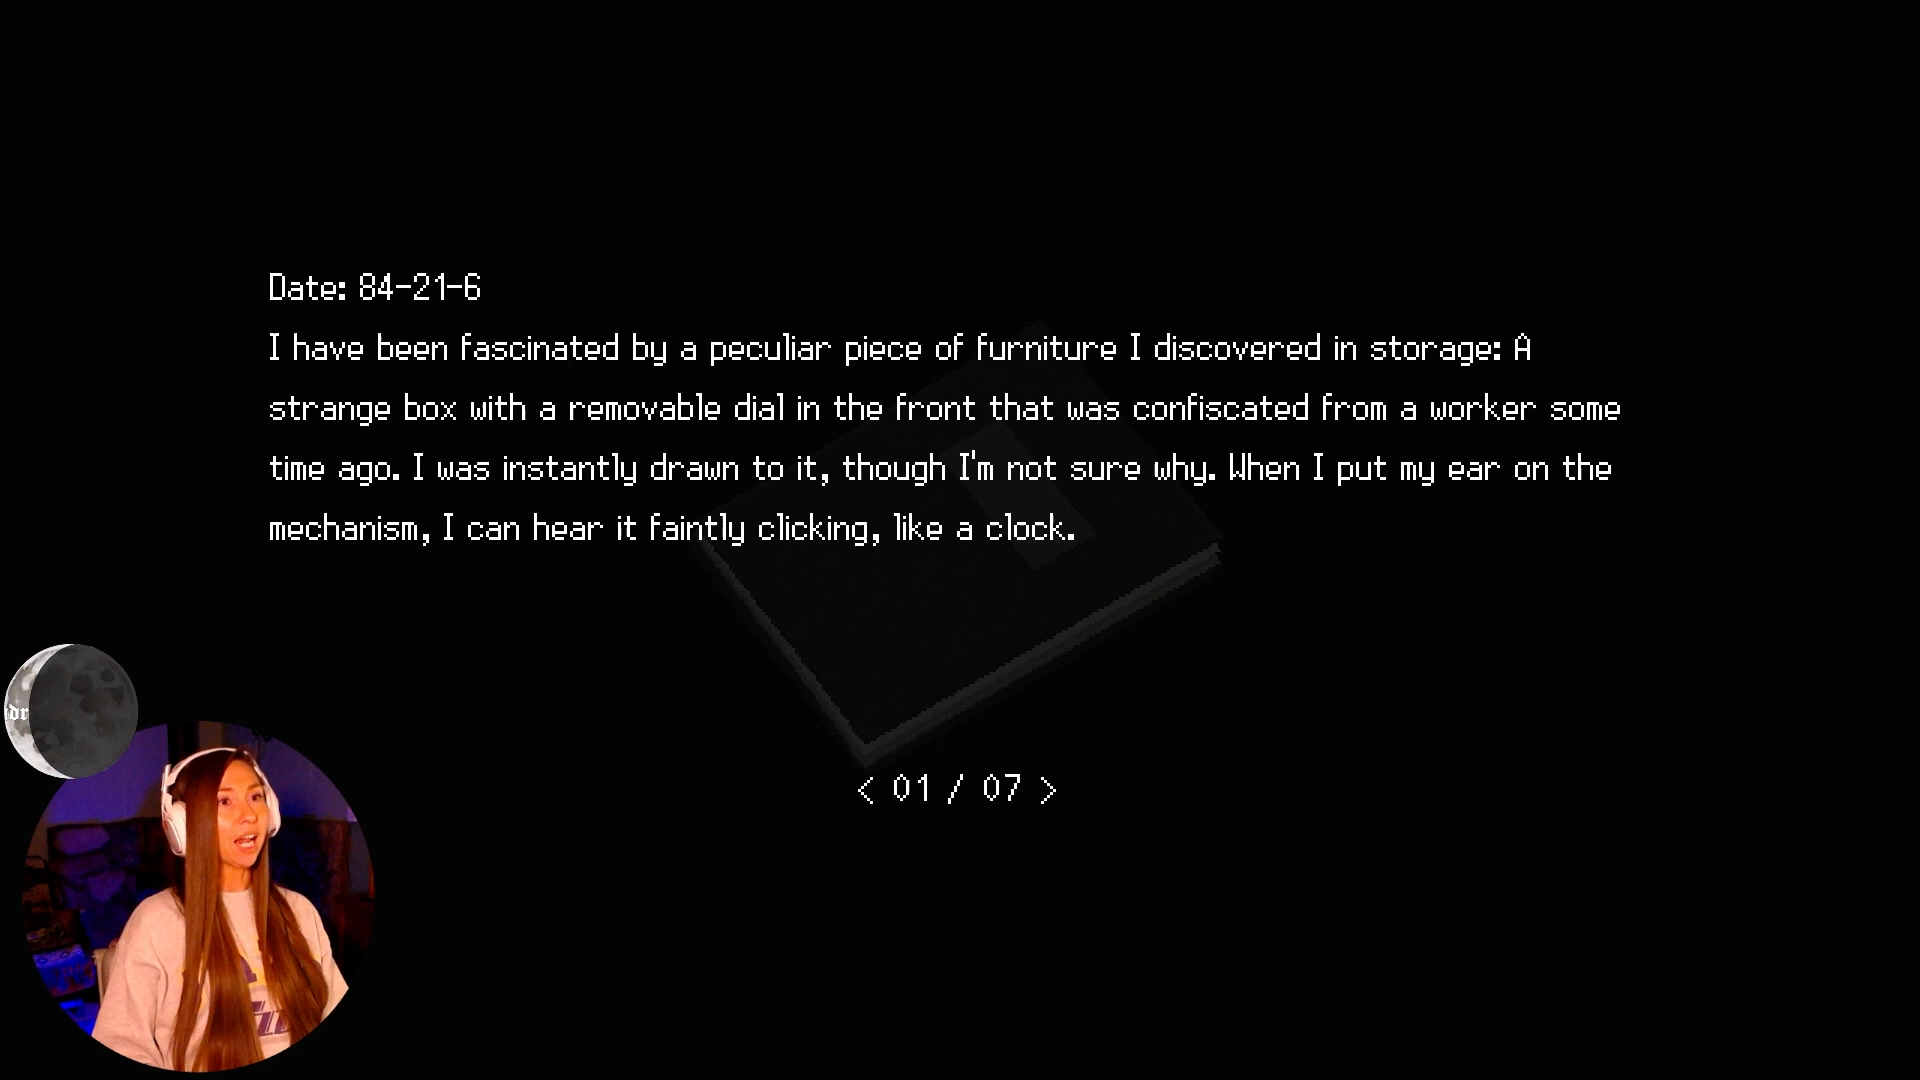 Date: 84-21-6
I have been fascinated by a peculiar piece of furniture I discovered in storage: A
strange box with a removable dial in the front that was confiscated from a worker some
time ago. I was instantly drawn to it, though I'm not sure why. When I put my ear on the
mechanism, I can hear it faintly clicking, like a clock.
< 01 / 07 >